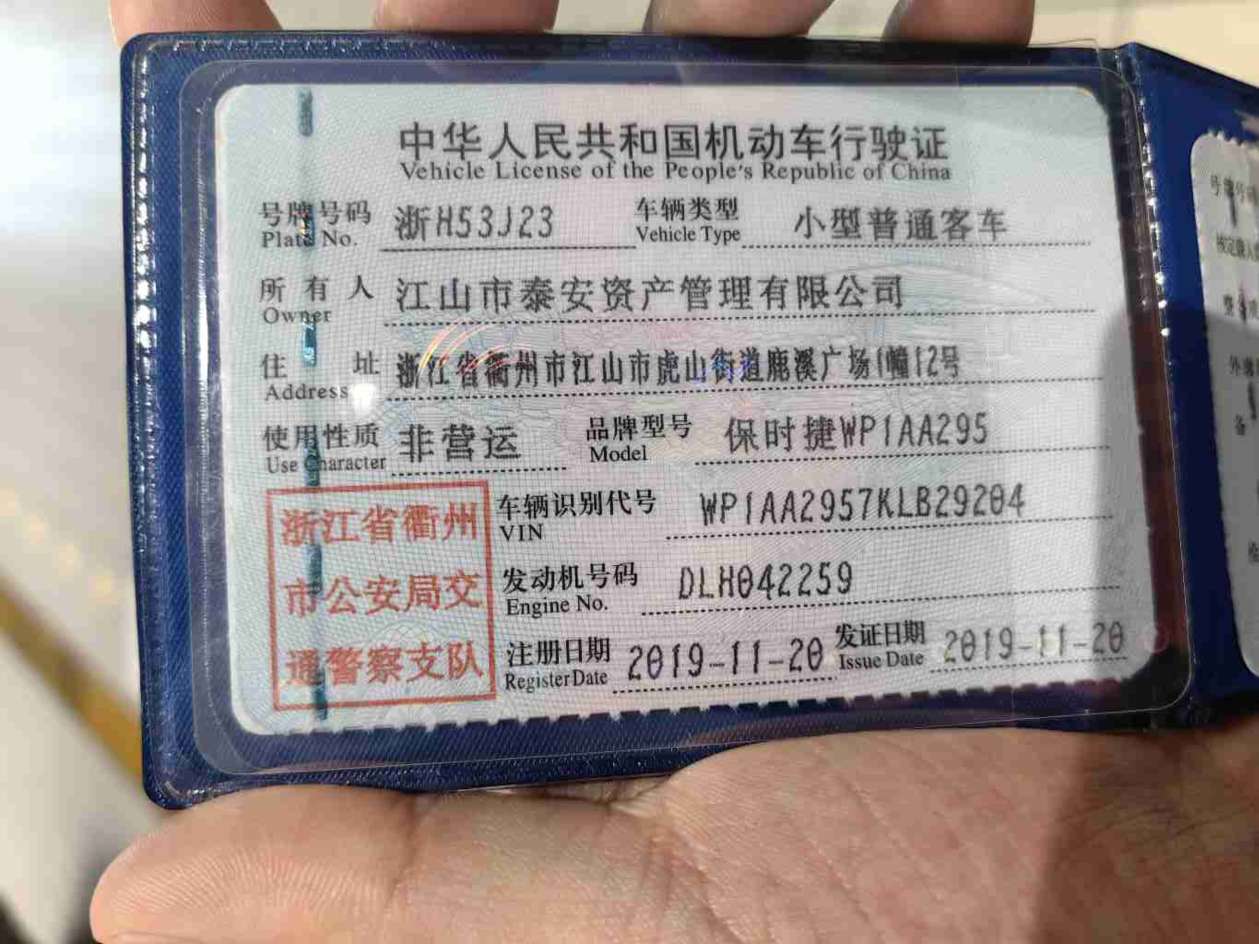 中华人民共和国机动车行驶证
Vehicle License of the People's Republic of China
号牌号码 浙H53J23 车辆类型 小型普通客车
Plate No. Vehicle Type
所有人 江山市泰安资产管理有限公司
Owner
住址 浙江省衢州市江山市虎山街道鹿溪广场1幢12号
Address
使用性质 非营运 品牌型号 保时捷WP1AA295
Use Character Model
浙江省衢州
市公安局交
通警察支队
车辆识别代号 WP1AA2957KLB29204
VIN
发动机号码 DLH042259
Engine No.
注册日期 2019-11-20 发证日期 2019-11-20
Register Date Issue Date
号牌号